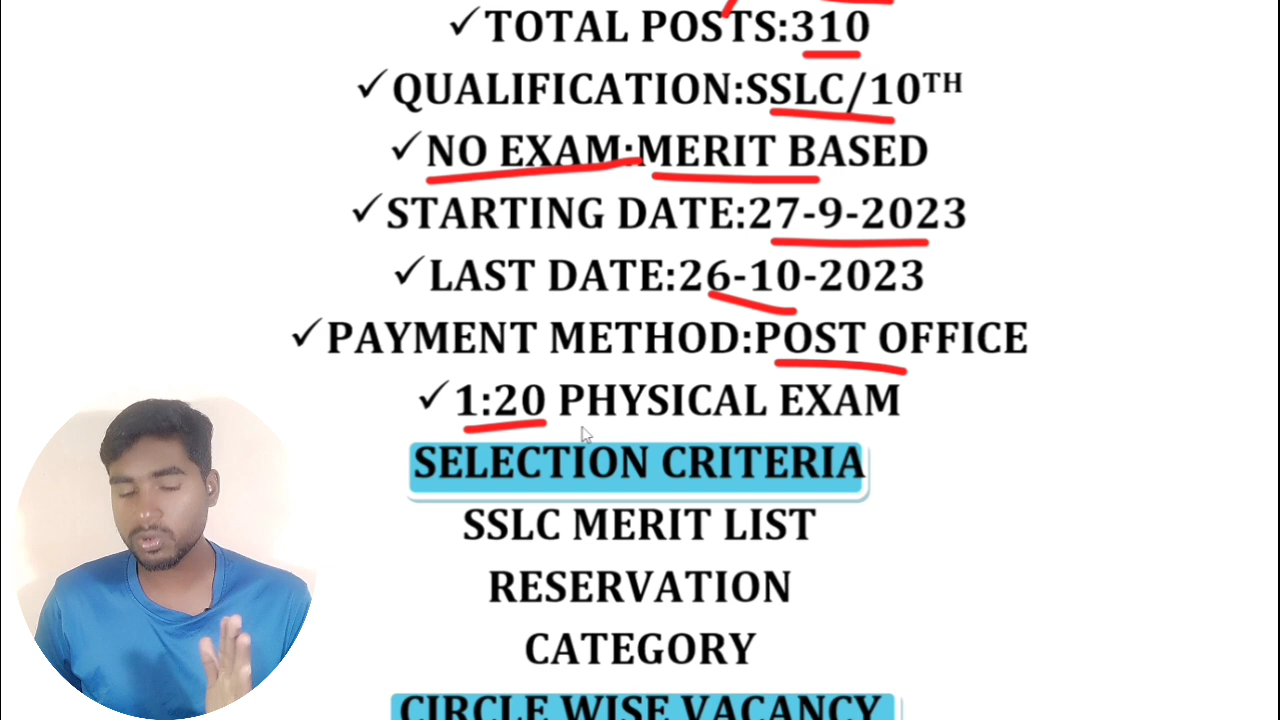 ✓TOTAL POSTS:310
✓QUALIFICATION:SSLC/10TH
✓NO EXAM:MERIT BASED
✓STARTING DATE:27-9-2023
✓LAST DATE:26-10-2023
✓PAYMENT METHOD:POST OFFICE
✓1:20 PHYSICAL EXAM
SELECTION CRITERIA
SSLC MERIT LIST
RESERVATION
CATEGORY
CIRCLE WISE VACANCY